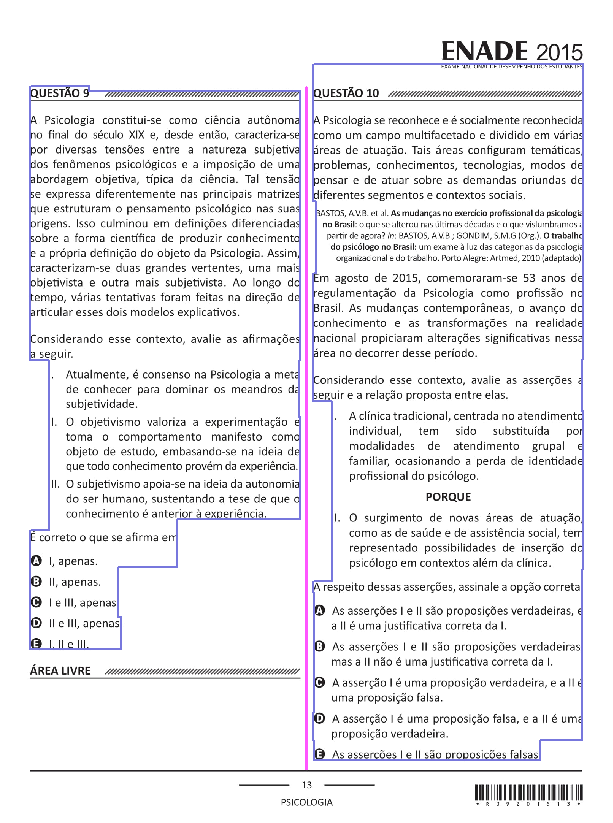 ENADE 2015
EXAME NACIONAL DE DESEMPENHO DOS ESTUDANTES
QUESTÃO 9
A Psicologia constitui-se como ciência autônoma
no final do século XIX e, desde então, caracteriza-se
por diversas tensões entre a natureza subjetiva
dos fenômenos psicológicos e a imposição de uma
abordagem objetiva, típica da ciência. Tal tensão
se expressa diferentemente nas principais matrizes
que estruturam o pensamento psicológico nas suas
origens. Isso culminou em definições diferenciadas
sobre a forma científica de produzir conhecimento
e a própria definição do objeto da Psicologia. Assim,
caracterizam-se duas grandes vertentes, uma mais
objetivista e outra mais subjetivista. Ao longo do
tempo, várias tentativas foram feitas na direção de
articular esses dois modelos explicativos.
Considerando esse contexto, avalie as afirmações
a seguir.
. Atualmente, é consenso na Psicologia a meta
de conhecer para dominar os meandros da
subjetividade.
I. O objetivismo valoriza a experimentação e
toma o comportamento manifesto como
objeto de estudo, embasando-se na ideia de
que todo conhecimento provém da experiência.
II. O subjetivismo apoia-se na ideia da autonomia
do ser humano, sustentando a tese de que o
conhecimento é anterior à experiência.
É correto o que se afirma em
A I, apenas.
B II, apenas.
C I e III, apenas
D II e III, apenas
E I, II e III.
ÁREA LIVRE
QUESTÃO 10
A Psicologia se reconhece e é socialmente reconhecida
como um campo multifacetado e dividido em várias
áreas de atuação. Tais áreas configuram temáticas,
problemas, conhecimentos, tecnologias, modos de
pensar e de atuar sobre as demandas oriundas de
diferentes segmentos e contextos sociais.
BASTOS, A.V.B. et al. As mudanças no exercício profissional da psicologia
no Brasil: o que se alterou nas últimas décadas e o que vislumbramos a
partir de agora? In: BASTOS, A.V.B.; GONDIM, S.M.G (Org.). O trabalho
do psicólogo no Brasil: um exame à luz das categorias da psicologia
organizacional e do trabalho. Porto Alegre: Artmed, 2010 (adaptado)
Em agosto de 2015, comemoraram-se 53 anos de
regulamentação da Psicologia como profissão no
Brasil. As mudanças contemporâneas, o avanço do
conhecimento e as transformações na realidade
nacional propiciaram alterações significativas nessa
área no decorrer desse período.
Considerando esse contexto, avalie as asserções a
seguir e a relação proposta entre elas.
. A clínica tradicional, centrada no atendimento
individual, tem sido substituída por
modalidades de atendimento grupal e
familiar, ocasionando a perda de identidade
profissional do psicólogo.
PORQUE
I. O surgimento de novas áreas de atuação,
como as de saúde e de assistência social, tem
representado possibilidades de inserção do
psicólogo em contextos além da clínica.
A respeito dessas asserções, assinale a opção correta
A As asserções I e II são proposições verdadeiras, e
a II é uma justificativa correta da I.
B As asserções I e II são proposições verdadeiras
mas a II não é uma justificativa correta da I.
C A asserção I é uma proposição verdadeira, e a II é
uma proposição falsa.
D A asserção I é uma proposição falsa, e a II é uma
proposição verdadeira.
E As asserções I e II são proposições falsas
13
PSICOLOGIA
*R0920151 3*